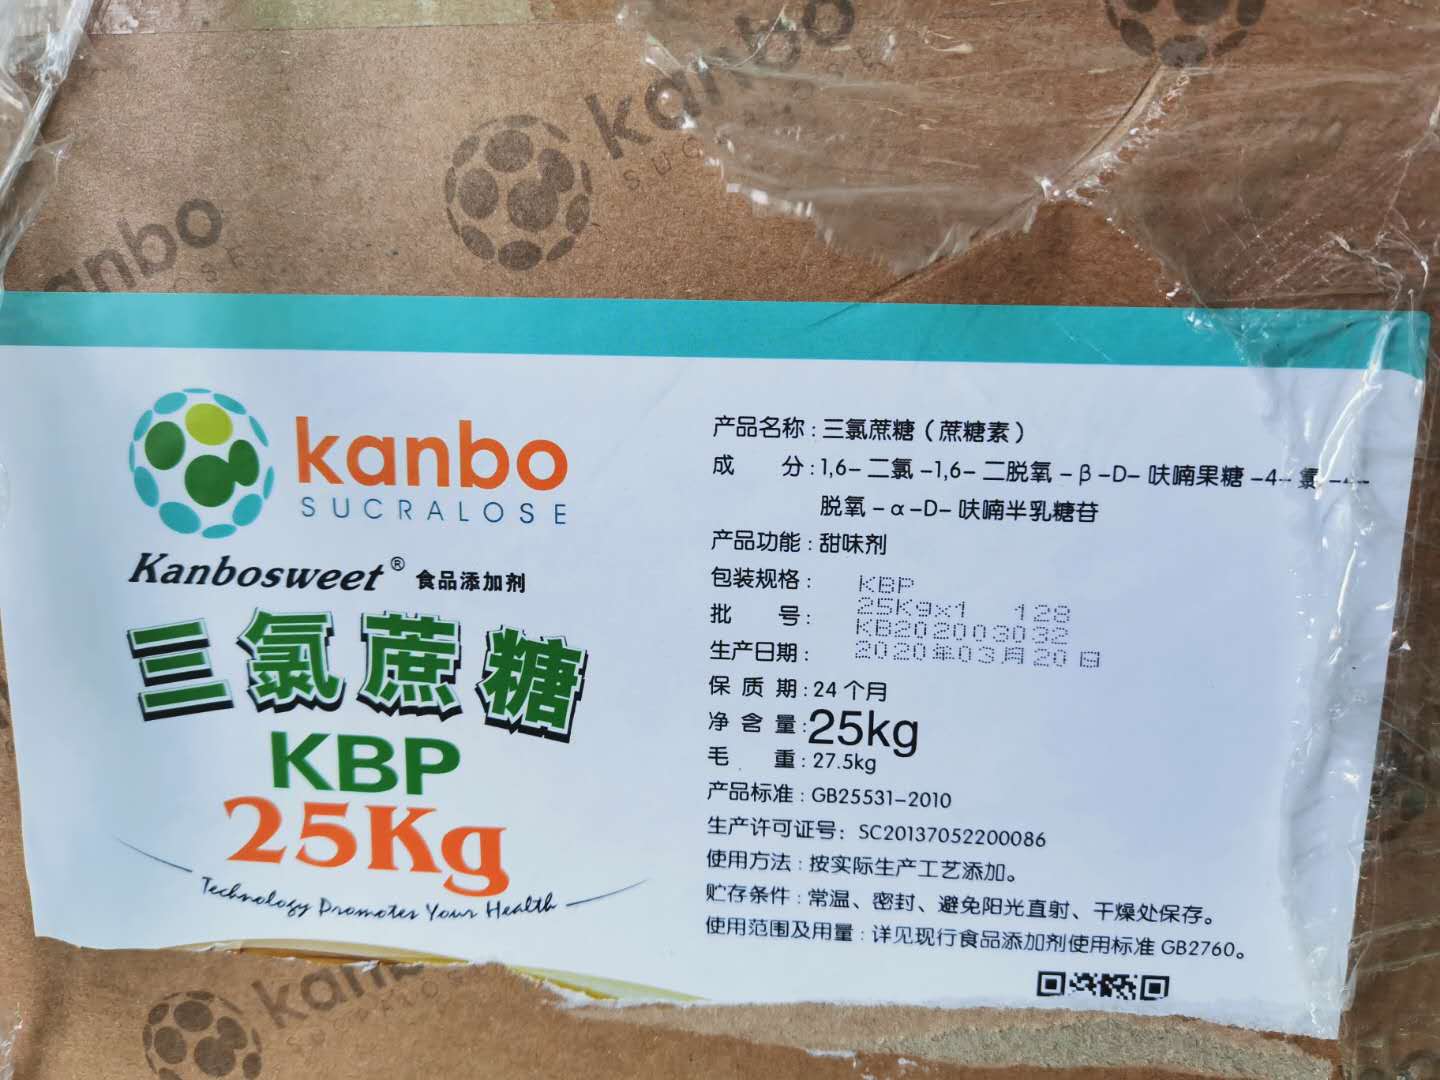 kanbo
kanbo
kanbo
SUCRALOSE
Kanbosweet® 食品添加剂
三氯蔗糖
KBP
25Kg
Technology Promotes Your Health
产品名称：三氯蔗糖（蔗糖素）
成 分：1,6-二氯-1,6-二脱氧-β-D-呋喃果糖-4-氯-4-
脱氧-α-D-呋喃半乳糖苷
产品功能：甜味剂
包装规格： KBP
25Kgx1 128
批 号： KB202003032
生产日期： 2020年03月20日
保 质 期：24个月
净 含 量：25kg
毛 重：27.5kg
产品标准：GB25531-2010
生产许可证号：SC20137052200086
使用方法：按实际生产工艺添加。
贮存条件：常温、密封、避免阳光直射、干燥处保存。
使用范围及用量：详见现行食品添加剂使用标准GB2760。